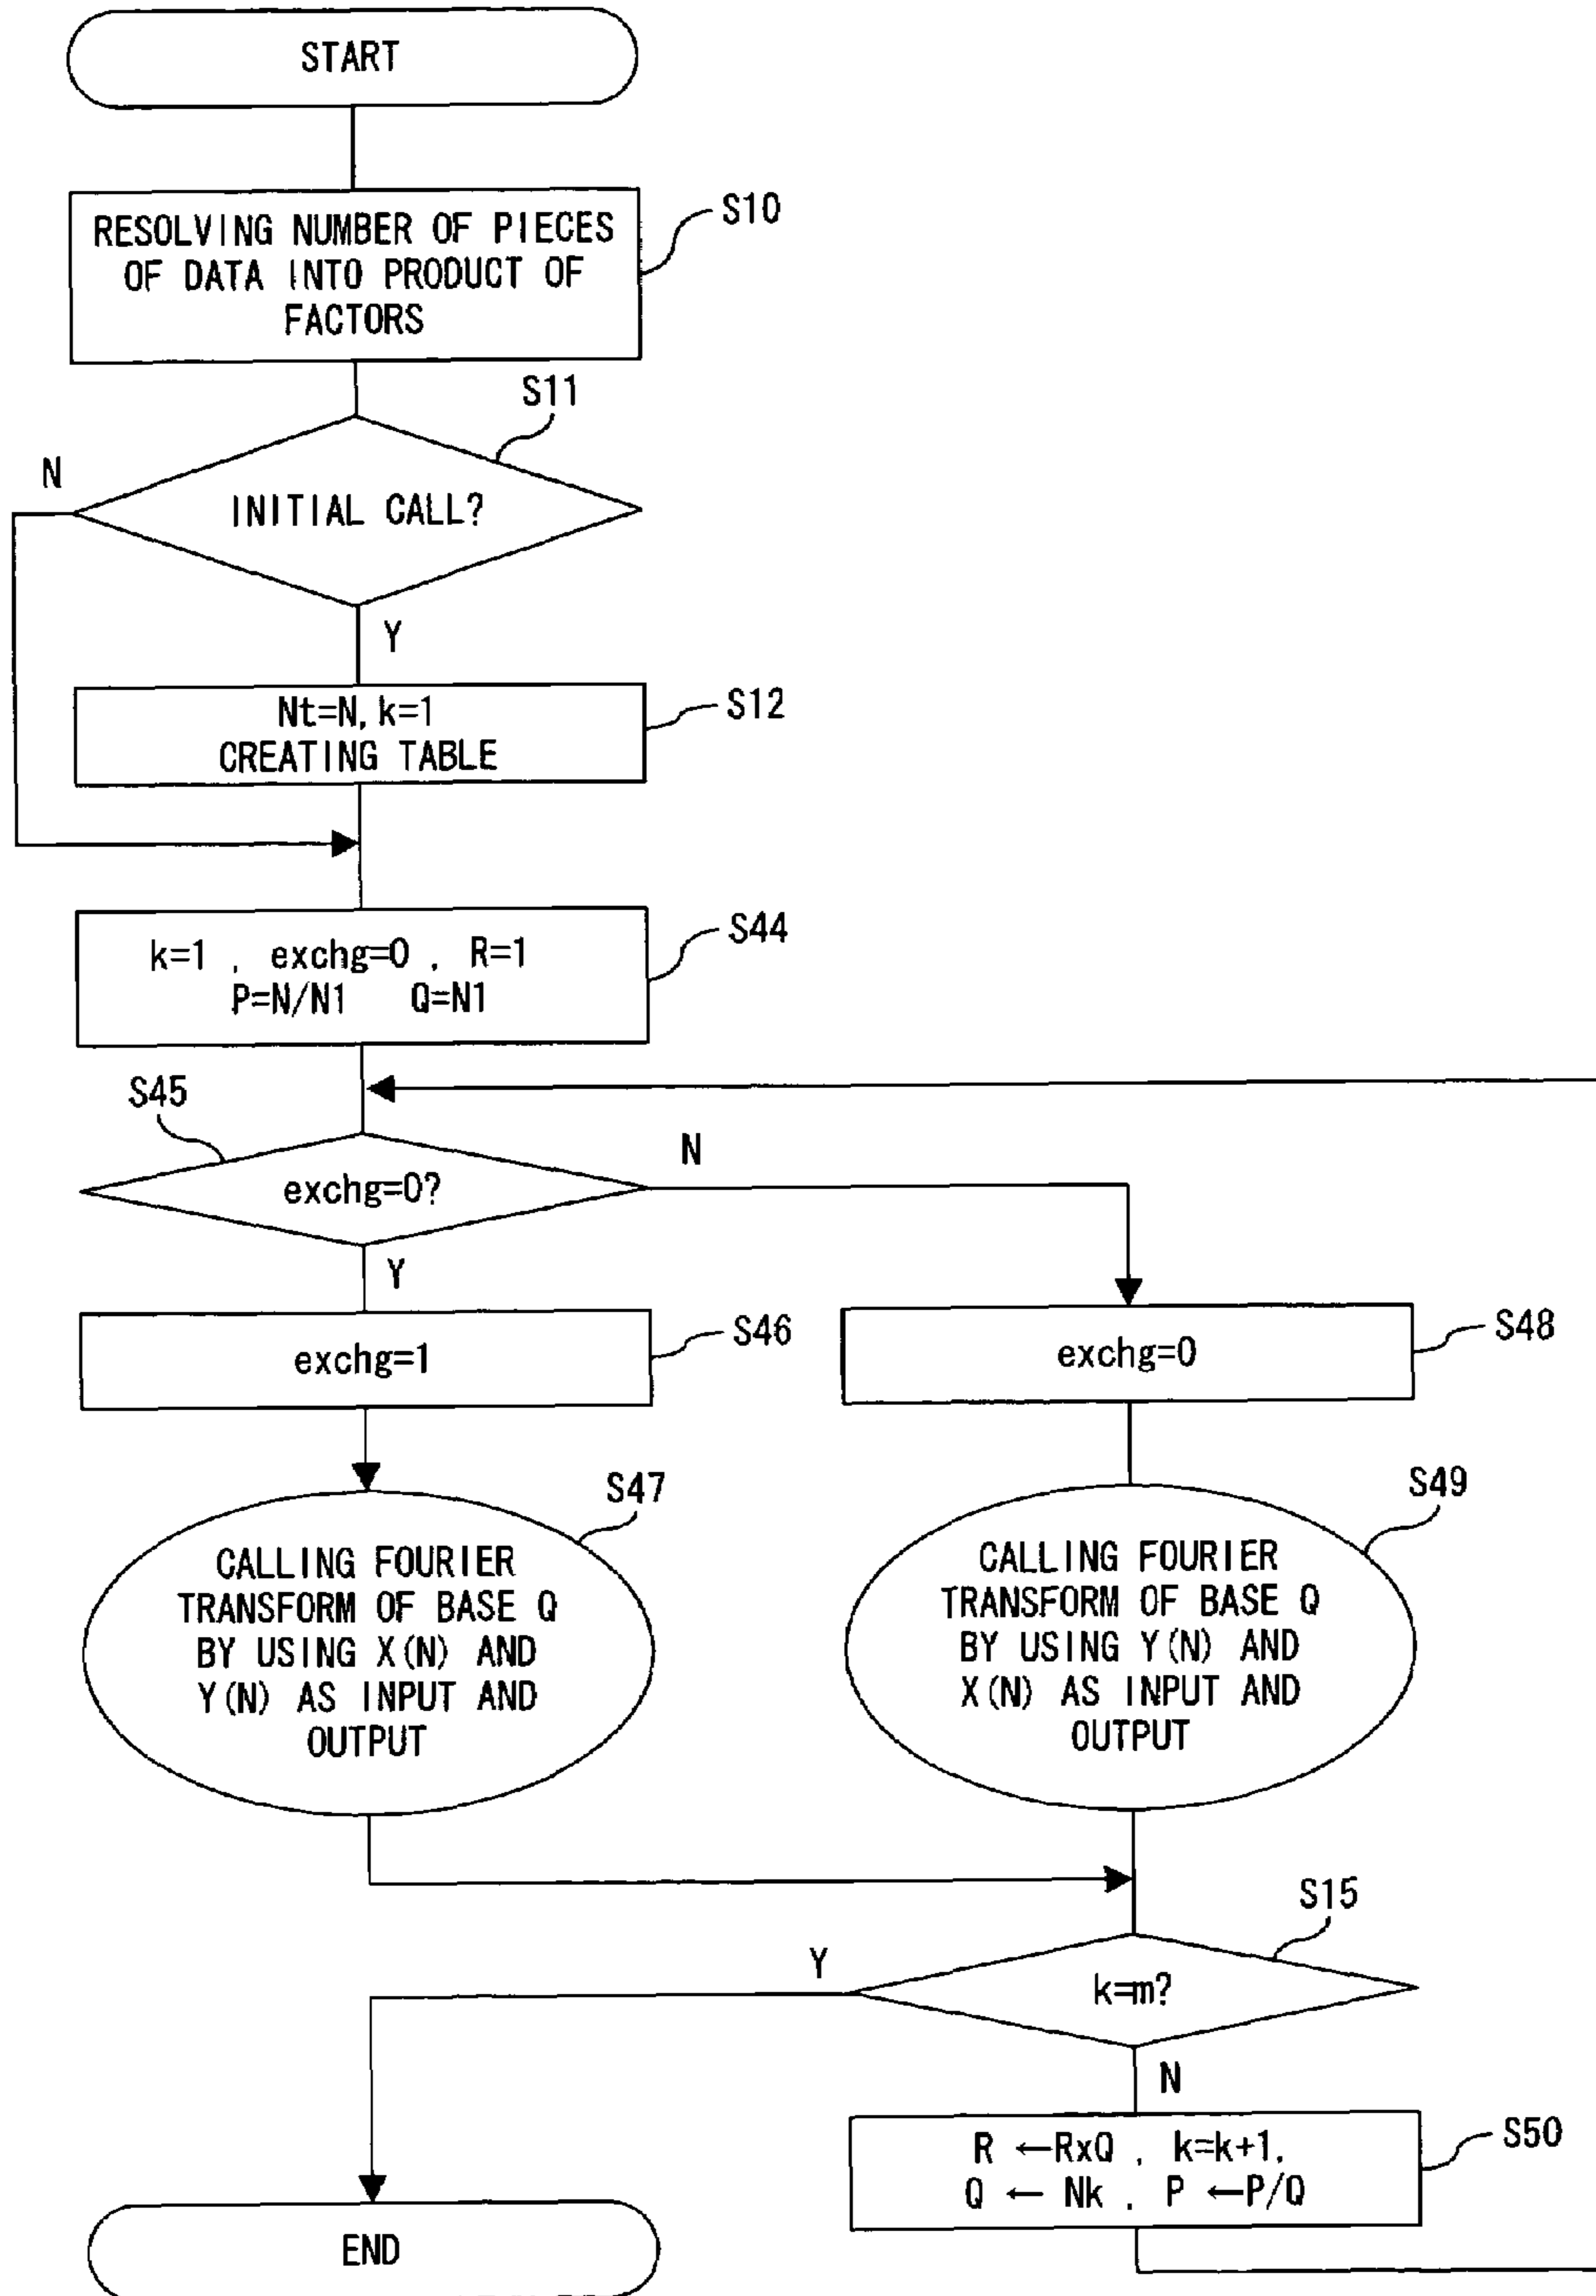 START
RESOLVING NUMBER OF PIECES
OF DATA INTO PRODUCT OF
FACTORS
S10
S11
N
INITIAL CALL?
Y
Nt=N, k=1
CREATING TABLE
S12
k=1 , exchg=0 , R=1
P=N/N1 Q=N1
S44
S45
N
exchg=0?
Y
exchg=1
S46
exchg=0
S48
S47
CALLING FOURIER
TRANSFORM OF BASE Q
BY USING X(N) AND
Y(N) AS INPUT AND
OUTPUT
S49
CALLING FOURIER
TRANSFORM OF BASE Q
BY USING Y(N) AND
X(N) AS INPUT AND
OUTPUT
S15
Y
k=m?
N
R ←RxQ , k=k+1,
Q ← Nk , P ←P/Q
S50
END